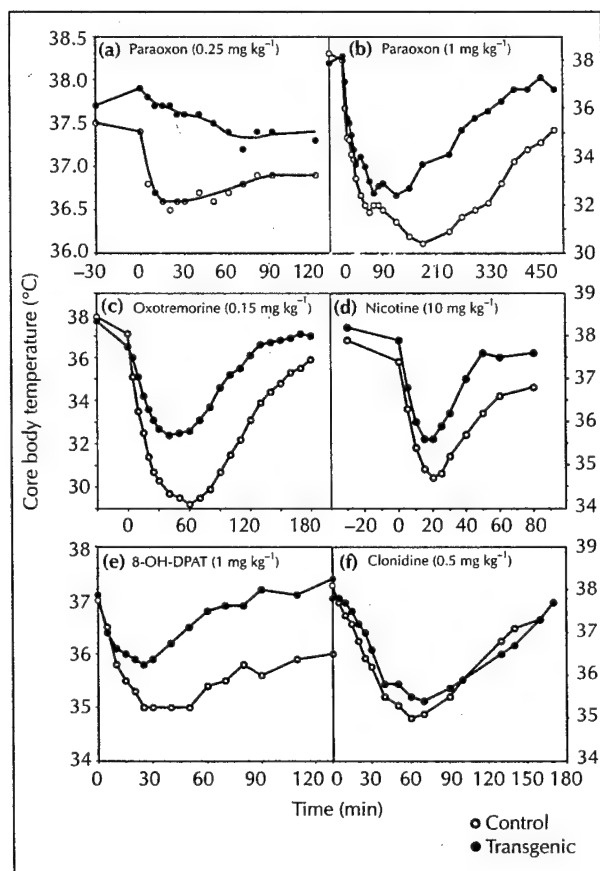 (a) Paraoxon (0.25 mg kg⁻¹)
38.5
38.0
37.5
37.0
36.5
36.0
−30 0 30 60 90 120
(b) Paraoxon (1 mg kg⁻¹)
38
36
34
32
30
0 90 210 330 450
Core body temperature (°C)
(c) Oxotremorine (0.15 mg kg⁻¹)
38
36
34
32
30
0 60 120 180
(d) Nicotine (10 mg kg⁻¹)
39
38
37
36
35
34
−20 0 20 40 60 80
(e) 8-OH-DPAT (1 mg kg⁻¹)
38
37
36
35
34
0 30 60 90 120
(f) Clonidine (0.5 mg kg⁻¹)
39
38
37
36
35
34
0 30 60 90 120 150 180
Time (min)
Control
Transgenic